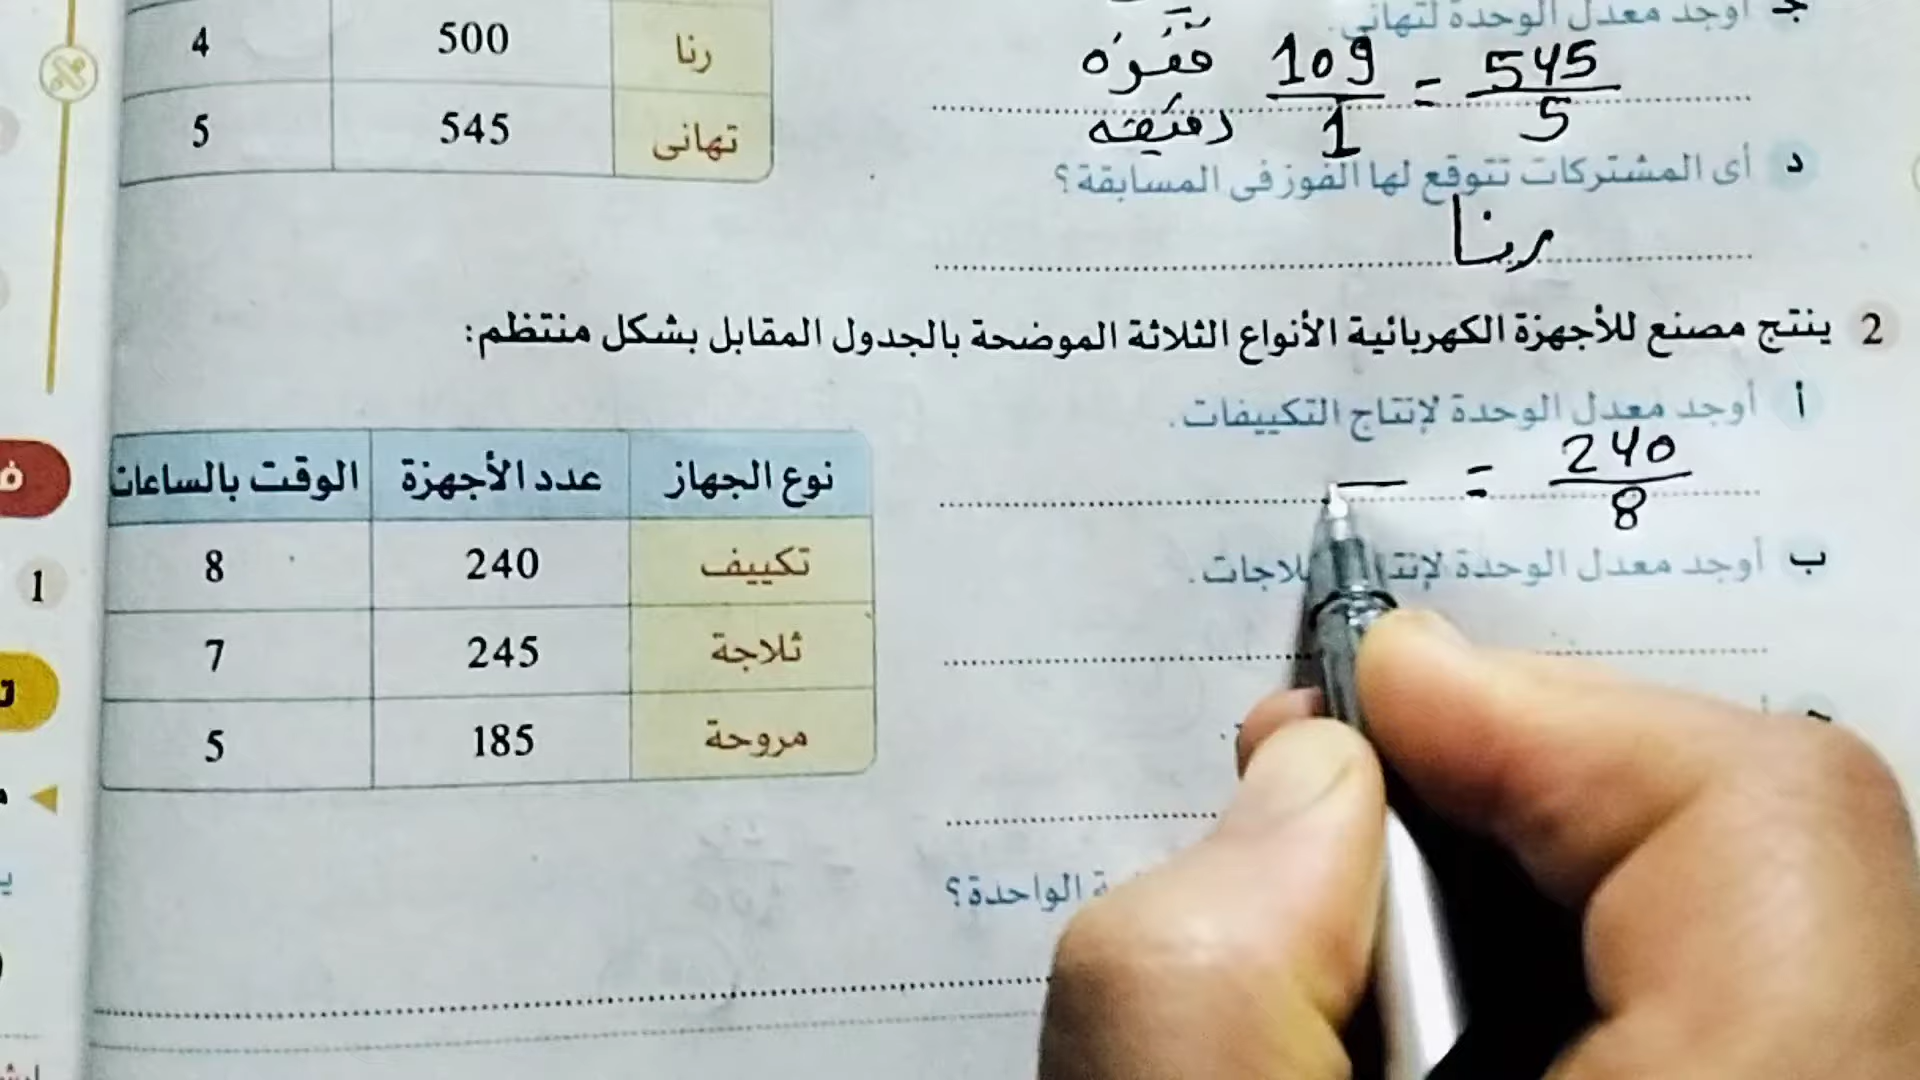 ج أوجد معدل الوحدة لتهانى.
545/5 = 109/1 قفزه دقيقه
د أى المشتركات تتوقع لها الفوز فى المسابقة؟
رنا
رنا 500 4
تهانى 545 5
2 ينتج مصنع للأجهزة الكهربائية الأنواع الثلاثة الموضحة بالجدول المقابل بشكل منتظم:
أ أوجد معدل الوحدة لإنتاج التكييفات.
240/8 =
ب أوجد معدل الوحدة
الواحدة؟
نوع الجهاز عدد الأجهزة الوقت بالساعات
تكييف 240 8
ثلاجة 245 7
مروحة 185 5
1